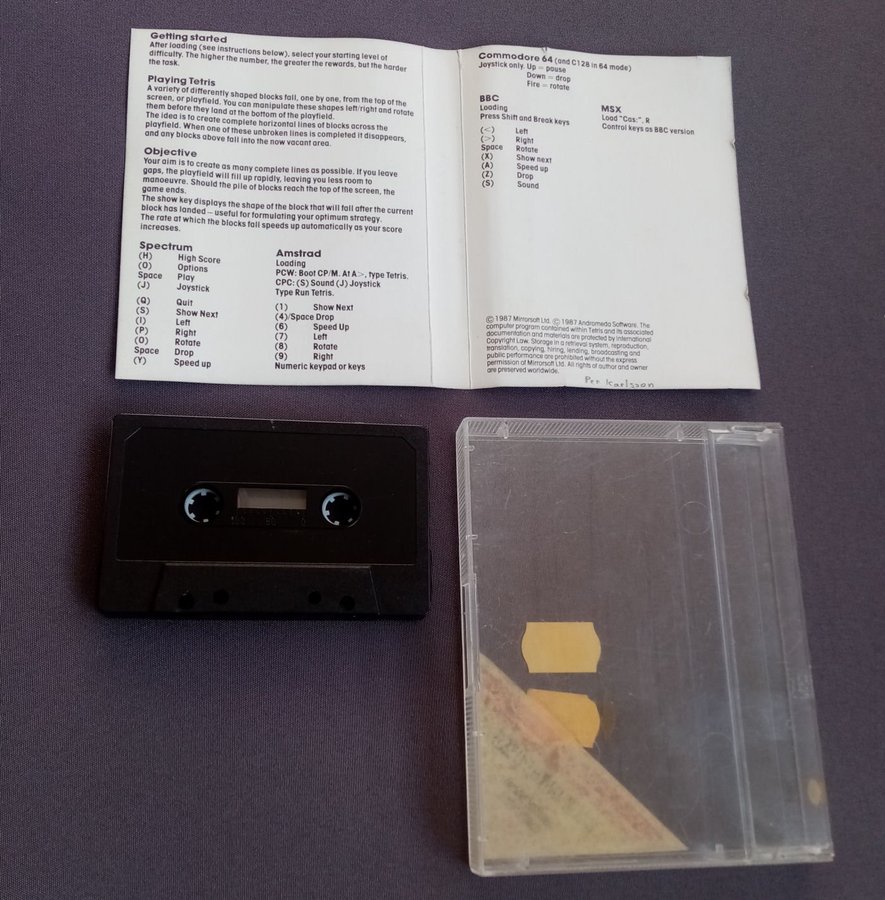 Getting started
After loading (see instructions below), select your starting level of
difficulty. The higher the number, the greater the rewards, but the harder
the task.
Playing Tetris
A variety of differently shaped blocks fall, one by one, from the top of the
screen, or playfield. You can manipulate these shapes left/right and rotate
them before they land at the bottom of the playfield.
The idea is to create complete horizontal lines of blocks across the
playfield. When one of these unbroken lines is completed it disappears,
and any blocks above fall into the now vacant area.
Objective
Your aim is to create as many complete lines as possible. If you leave
gaps, the playfield will fill up rapidly, leaving you less room to
manoeuvre. Should the pile of blocks reach the top of the screen, the
game ends.
The show key displays the shape of the block that will fall after the current
block has landed – useful for formulating your optimum strategy.
The rate at which the blocks fall speeds up automatically as your score
increases.
Spectrum
(H) High Score
(O) Options
Space Play
(J) Joystick
(Q) Quit
(S) Show Next
(I) Left
(P) Right
(O) Rotate
Space Drop
(Y) Speed up
Amstrad
Loading
PCW: Boot CP/M. At A>, type Tetris.
CPC: (S) Sound (J) Joystick
Type Run Tetris.
(1) Show Next
(4)/Space Drop
(6) Speed Up
(7) Left
(8) Rotate
(9) Right
Numeric keypad or keys
Commodore 64 (and C128 in 64 mode)
Joystick only. Up = pause
Down = drop
Fire = rotate
BBC
Loading
Press Shift and Break keys
(<) Left
(>) Right
Space Rotate
(X) Show next
(A) Speed up
(Z) Drop
(S) Sound
MSX
Load "Cas:", R
Control keys as BBC version
© 1987 Mirrorsoft Ltd. © 1987 Andromeda Software. The
computer program contained within Tetris and its associated
documentation and materials are protected by International
Copyright Law. Storage in a retrieval system, reproduction,
translation, copying, hiring, lending, broadcasting and
public performance are prohibited without the express
permission of Mirrorsoft Ltd. All rights of author and owner
are preserved worldwide.
Per Karlsson